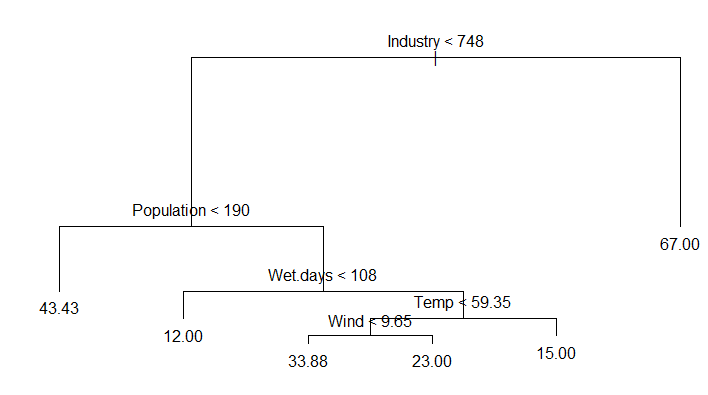 Industry < 748
Population < 190
67.00
Wet.days < 108
43.43
Temp < 59.35
12.00
Wind < 9.65
33.88
23.00
15.00